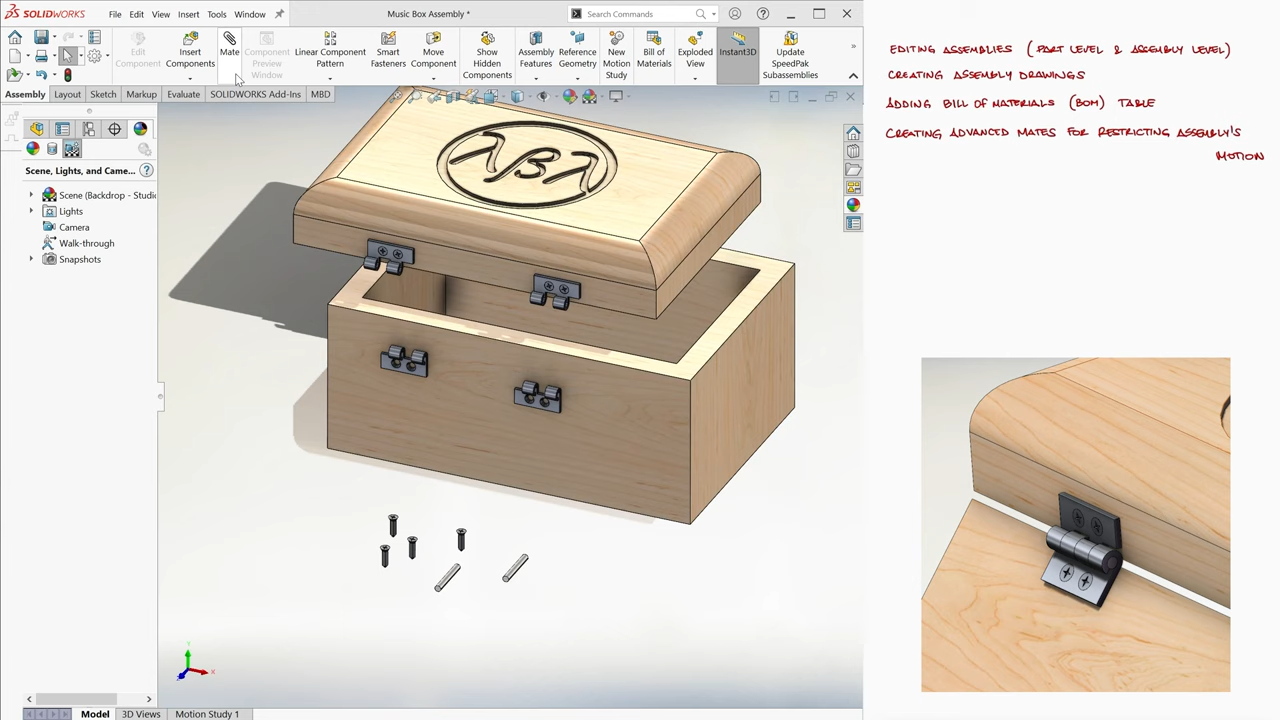 SOLIDWORKS
File
Edit
View
Insert
Tools
Window
Music Box Assembly *
Search Commands
Edit Component
Insert Components
Mate
Component Preview Window
Linear Component Pattern
Smart Fasteners
Move Component
Show Hidden Components
Assembly Features
Reference Geometry
New Motion Study
Bill of Materials
Exploded View
Instant3D
Update SpeedPak Subassemblies
Assembly
Layout
Sketch
Markup
Evaluate
SOLIDWORKS Add-Ins
MBD
Scene, Lights, and Came...
Scene (Backdrop - Studi
Lights
Camera
Walk-through
Snapshots
λβλ
Y
X
Z
Model
3D Views
Motion Study 1
EDITING ASSEMBLIES (PART LEVEL & ASSEMBLY LEVEL)
CREATING ASSEMBLY DRAWINGS
ADDING BILL OF MATERIALS (BOM) TABLE
CREATING ADVANCED MATES FOR RESTRICTING ASSEMBLY'S
MOTION